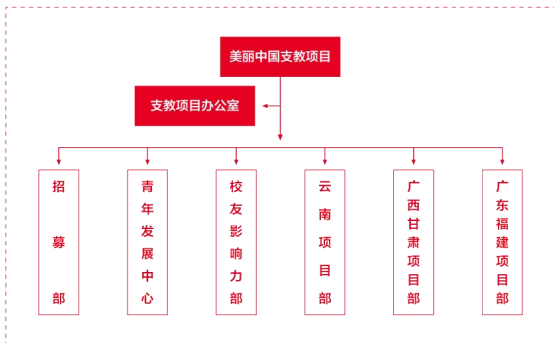 美丽中国支教项目
支教项目办公室
招募部
青年发展中心
校友影响力部
云南项目部
广西甘肃项目部
广东福建项目部